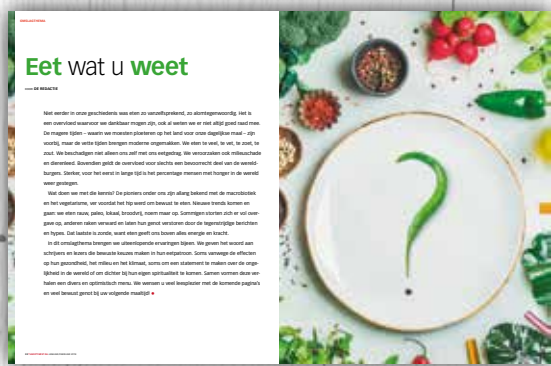 OMSLAGTHEMA
Eet wat u weet
DOOR DE REDACTIE
Niet eerder in onze geschiedenis was eten zo vanzelfsprekend, zo alomtegenwoordig. Het is
een overvloed waarvoor we dankbaar mogen zijn, ook al weten we er niet altijd goed raad mee.
De magere tijden – waarin we moesten ploeteren op het land voor onze dagelijkse maal – zijn
voorbij, maar de vette tijden brengen moderne ongemakken. We eten te veel, te vet, te zoet, te
zout. We beschadigen niet alleen ons zelf met ons eetgedrag. We veroorzaken ook milieuschade
en dierenleed. Bovendien geldt de overvloed voor slechts een bevoorrecht deel van de wereld-
burgers. Sterker, voor het eerst in lange tijd is het percentage mensen met honger in de wereld
weer gestegen.
Wat doen we met die kennis? De pioniers onder ons zijn allang bekend met de macrobiotiek
en het vegetarisme, ver voordat het hip werd om bewust te eten. Nieuwe trends komen en
gaan: we eten rauw, paleo, lokaal, broodvrij, noem maar op. Sommigen storten zich er vol over-
gave op, anderen raken verward en laten hun genot verstoren door de tegenstrijdige berichten
en hypes. Dat laatste is zonde, want eten geeft ons boven alles energie en kracht.
In dit omslagthema brengen we uiteenlopende ervaringen bijeen. We geven het woord aan
schrijvers en lezers die bewuste keuzes maken in hun eetpatroon. Soms vanwege de effecten
op hun gezondheid, het milieu en het klimaat, soms om een statement te maken over de onge-
lijkheid in de wereld of om dichter bij hun eigen spiritualiteit te komen. Samen vormen deze ver-
halen een divers en optimistisch menu. We wensen u veel leesplezier met de komende pagina's
en veel bewust genot bij uw volgende maaltijd!